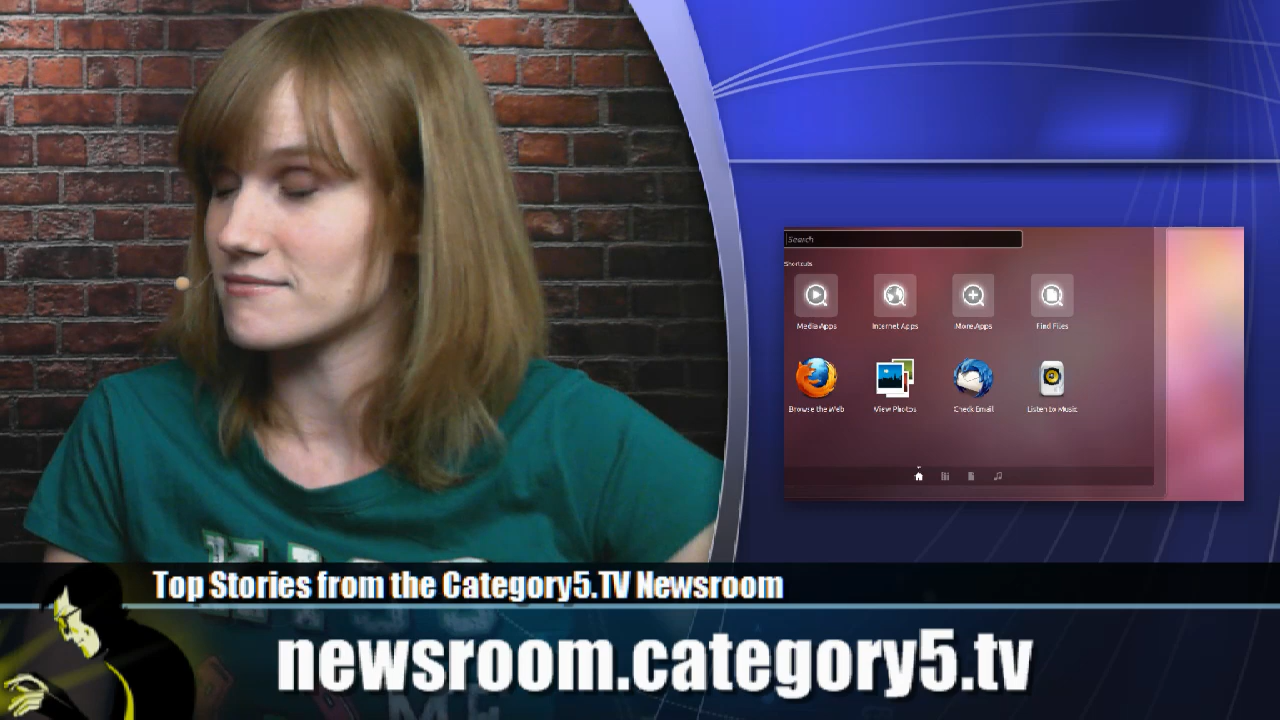 Search
Shortcuts
Media Apps
Internet Apps
More Apps
Find Files
Browse the Web
View Photos
Check Email
Listen to Music
Top Stories from the Category5.TV Newsroom
newsroom.category5.tv